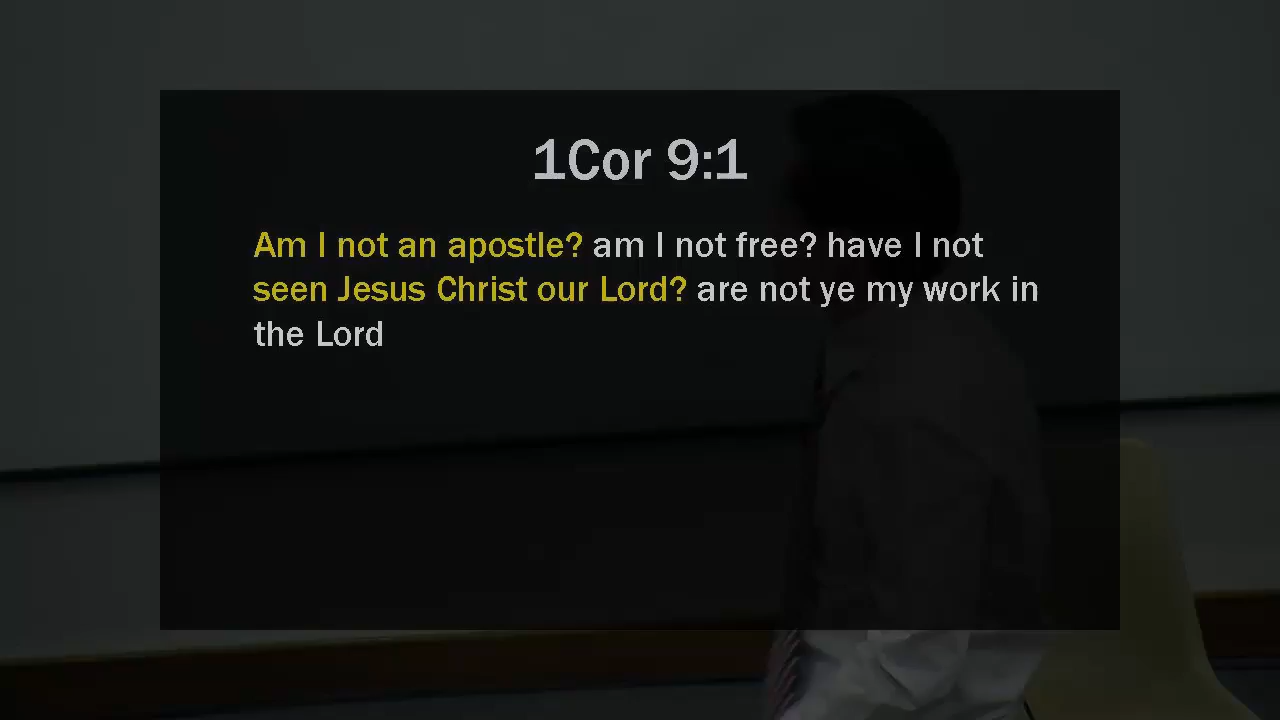 1Cor 9:1
Am I not an apostle? am I not free? have I not
seen Jesus Christ our Lord? are not ye my work in
the Lord